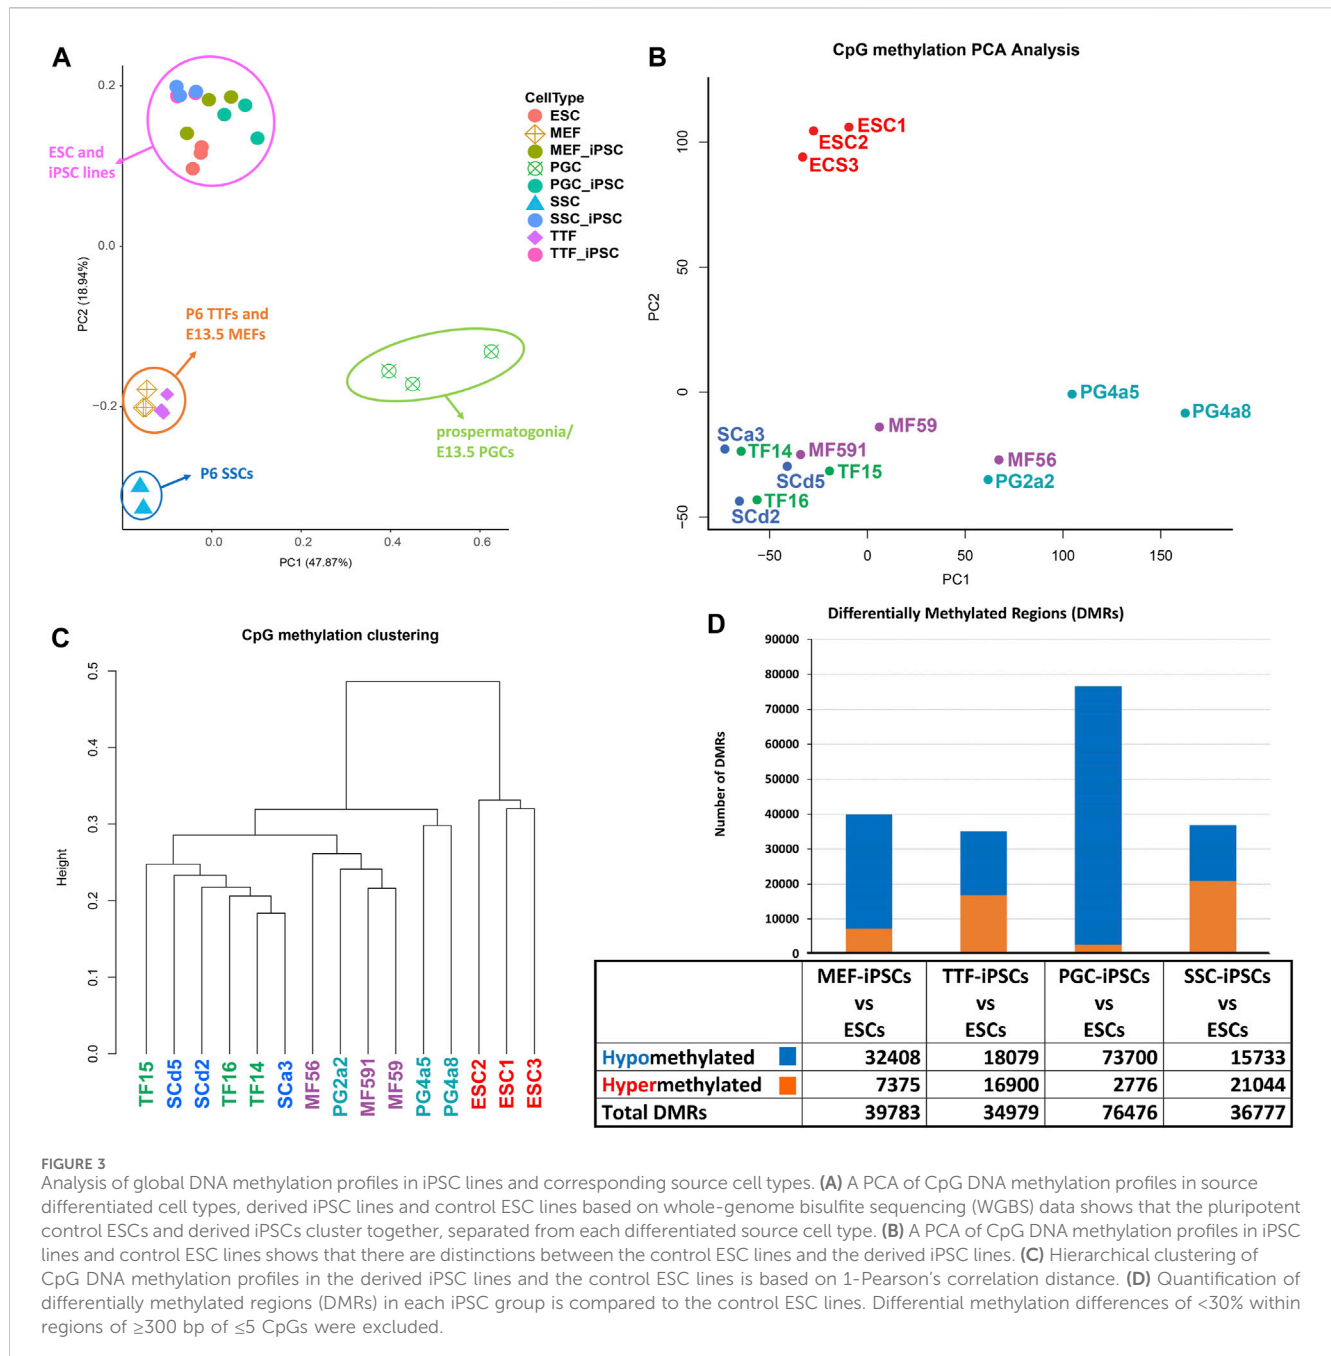 A
0.2
0.0
−0.2
PC2 (18.94%)
0.0
0.2
0.4
0.6
PC1 (47.87%)
ESC and
iPSC lines
P6 TTFs and
E13.5 MEFs
P6 SSCs
prospermatogonia/
E13.5 PGCs
CellType
ESC
MEF
MEF_iPSC
PGC
PGC_iPSC
SSC
SSC_iPSC
TTF
TTF_iPSC
B
CpG methylation PCA Analysis
100
50
0
−50
PC2
−50
0
50
100
150
PC1
ESC1
ESC2
ECS3
PG4a5
PG4a8
MF59
SCa3
TF14
MF591
MF56
TF15
SCd5
PG2a2
TF16
SCd2
C
CpG methylation clustering
0.5
0.4
0.3
0.2
0.1
0.0
Height
TF15
SCd5
SCd2
TF16
TF14
SCa3
MF56
PG2a2
MF591
MF59
PG4a5
PG4a8
ESC2
ESC1
ESC3
D
Differentially Methylated Regions (DMRs)
90000
80000
70000
60000
50000
40000
30000
20000
10000
0
Number of DMRs
MEF-iPSCs TTF-iPSCs PGC-iPSCs SSC-iPSCs
vs vs vs vs
ESCs ESCs ESCs ESCs
Hypomethylated 32408 18079 73700 15733
Hypermethylated 7375 16900 2776 21044
Total DMRs 39783 34979 76476 36777
FIGURE 3
Analysis of global DNA methylation profiles in iPSC lines and corresponding source cell types. (A) A PCA of CpG DNA methylation profiles in source
differentiated cell types, derived iPSC lines and control ESC lines based on whole-genome bisulfite sequencing (WGBS) data shows that the pluripotent
control ESCs and derived iPSCs cluster together, separated from each differentiated source cell type. (B) A PCA of CpG DNA methylation profiles in iPSC
lines and control ESC lines shows that there are distinctions between the control ESC lines and the derived iPSC lines. (C) Hierarchical clustering of
CpG DNA methylation profiles in the derived iPSC lines and the control ESC lines is based on 1-Pearson's correlation distance. (D) Quantification of
differentially methylated regions (DMRs) in each iPSC group is compared to the control ESC lines. Differential methylation differences of <30% within
regions of ≥300 bp of ≤5 CpGs were excluded.